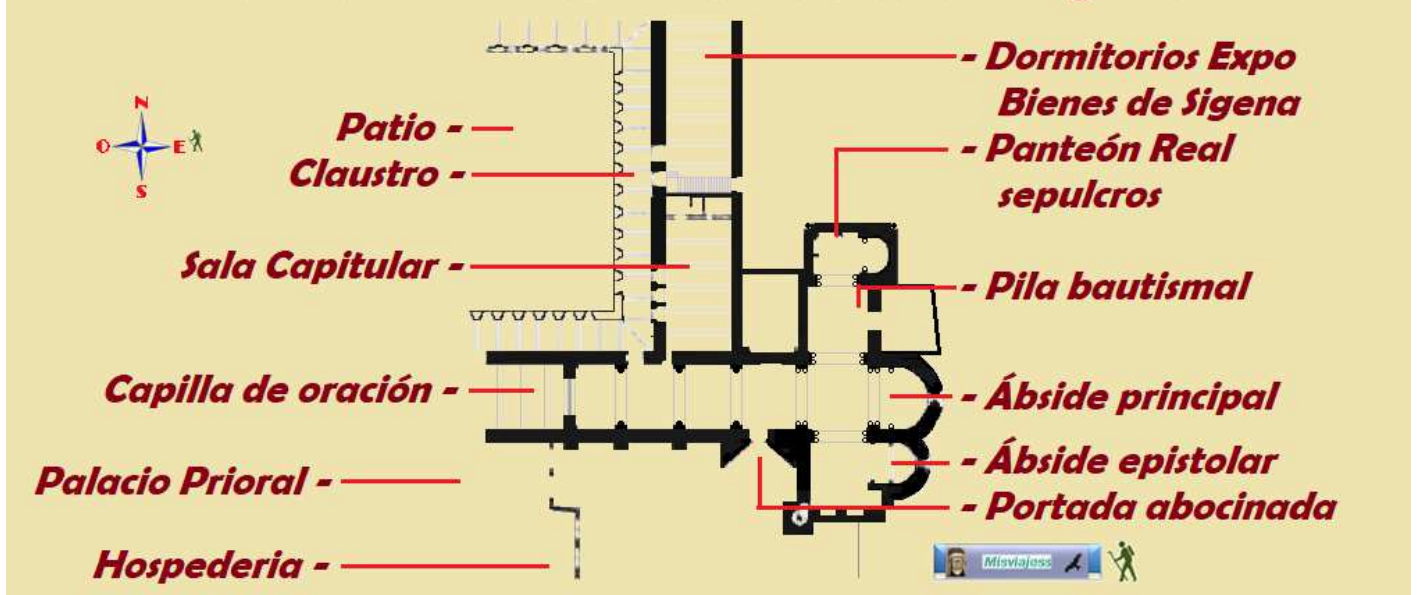 N
O E
S
Patio -
Claustro -
Sala Capitular -
Capilla de oración -
Palacio Prioral -
Hospederia -
- Dormitorios Expo
Bienes de Sigena
- Panteón Real
sepulcros
- Pila bautismal
- Ábside principal
- Ábside epistolar
- Portada abocinada
Misviajess